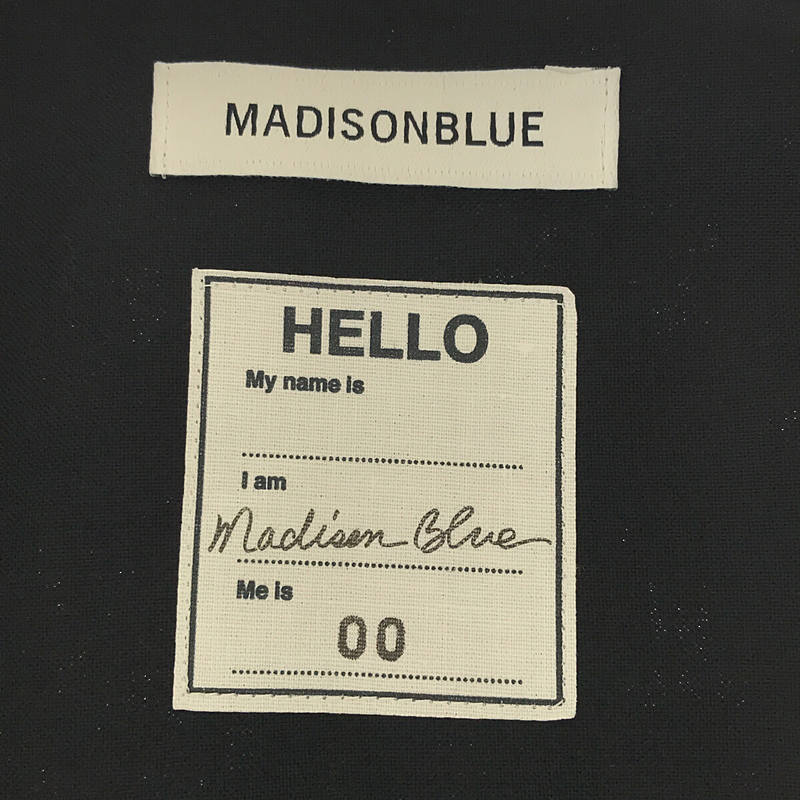 MADISONBLUE
HELLO
My name is
I am
Madison Blue
Me is
00